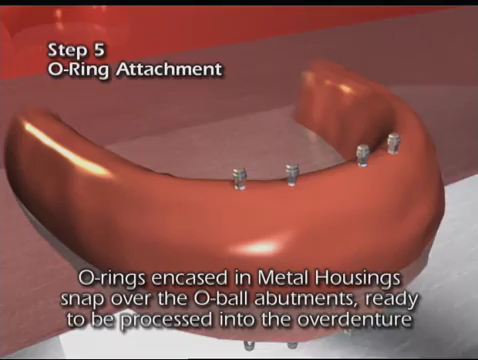 Step 5
O-Ring Attachment
O-rings encased in Metal Housings
snap over the O-ball abutments, ready
to be processed into the overdenture